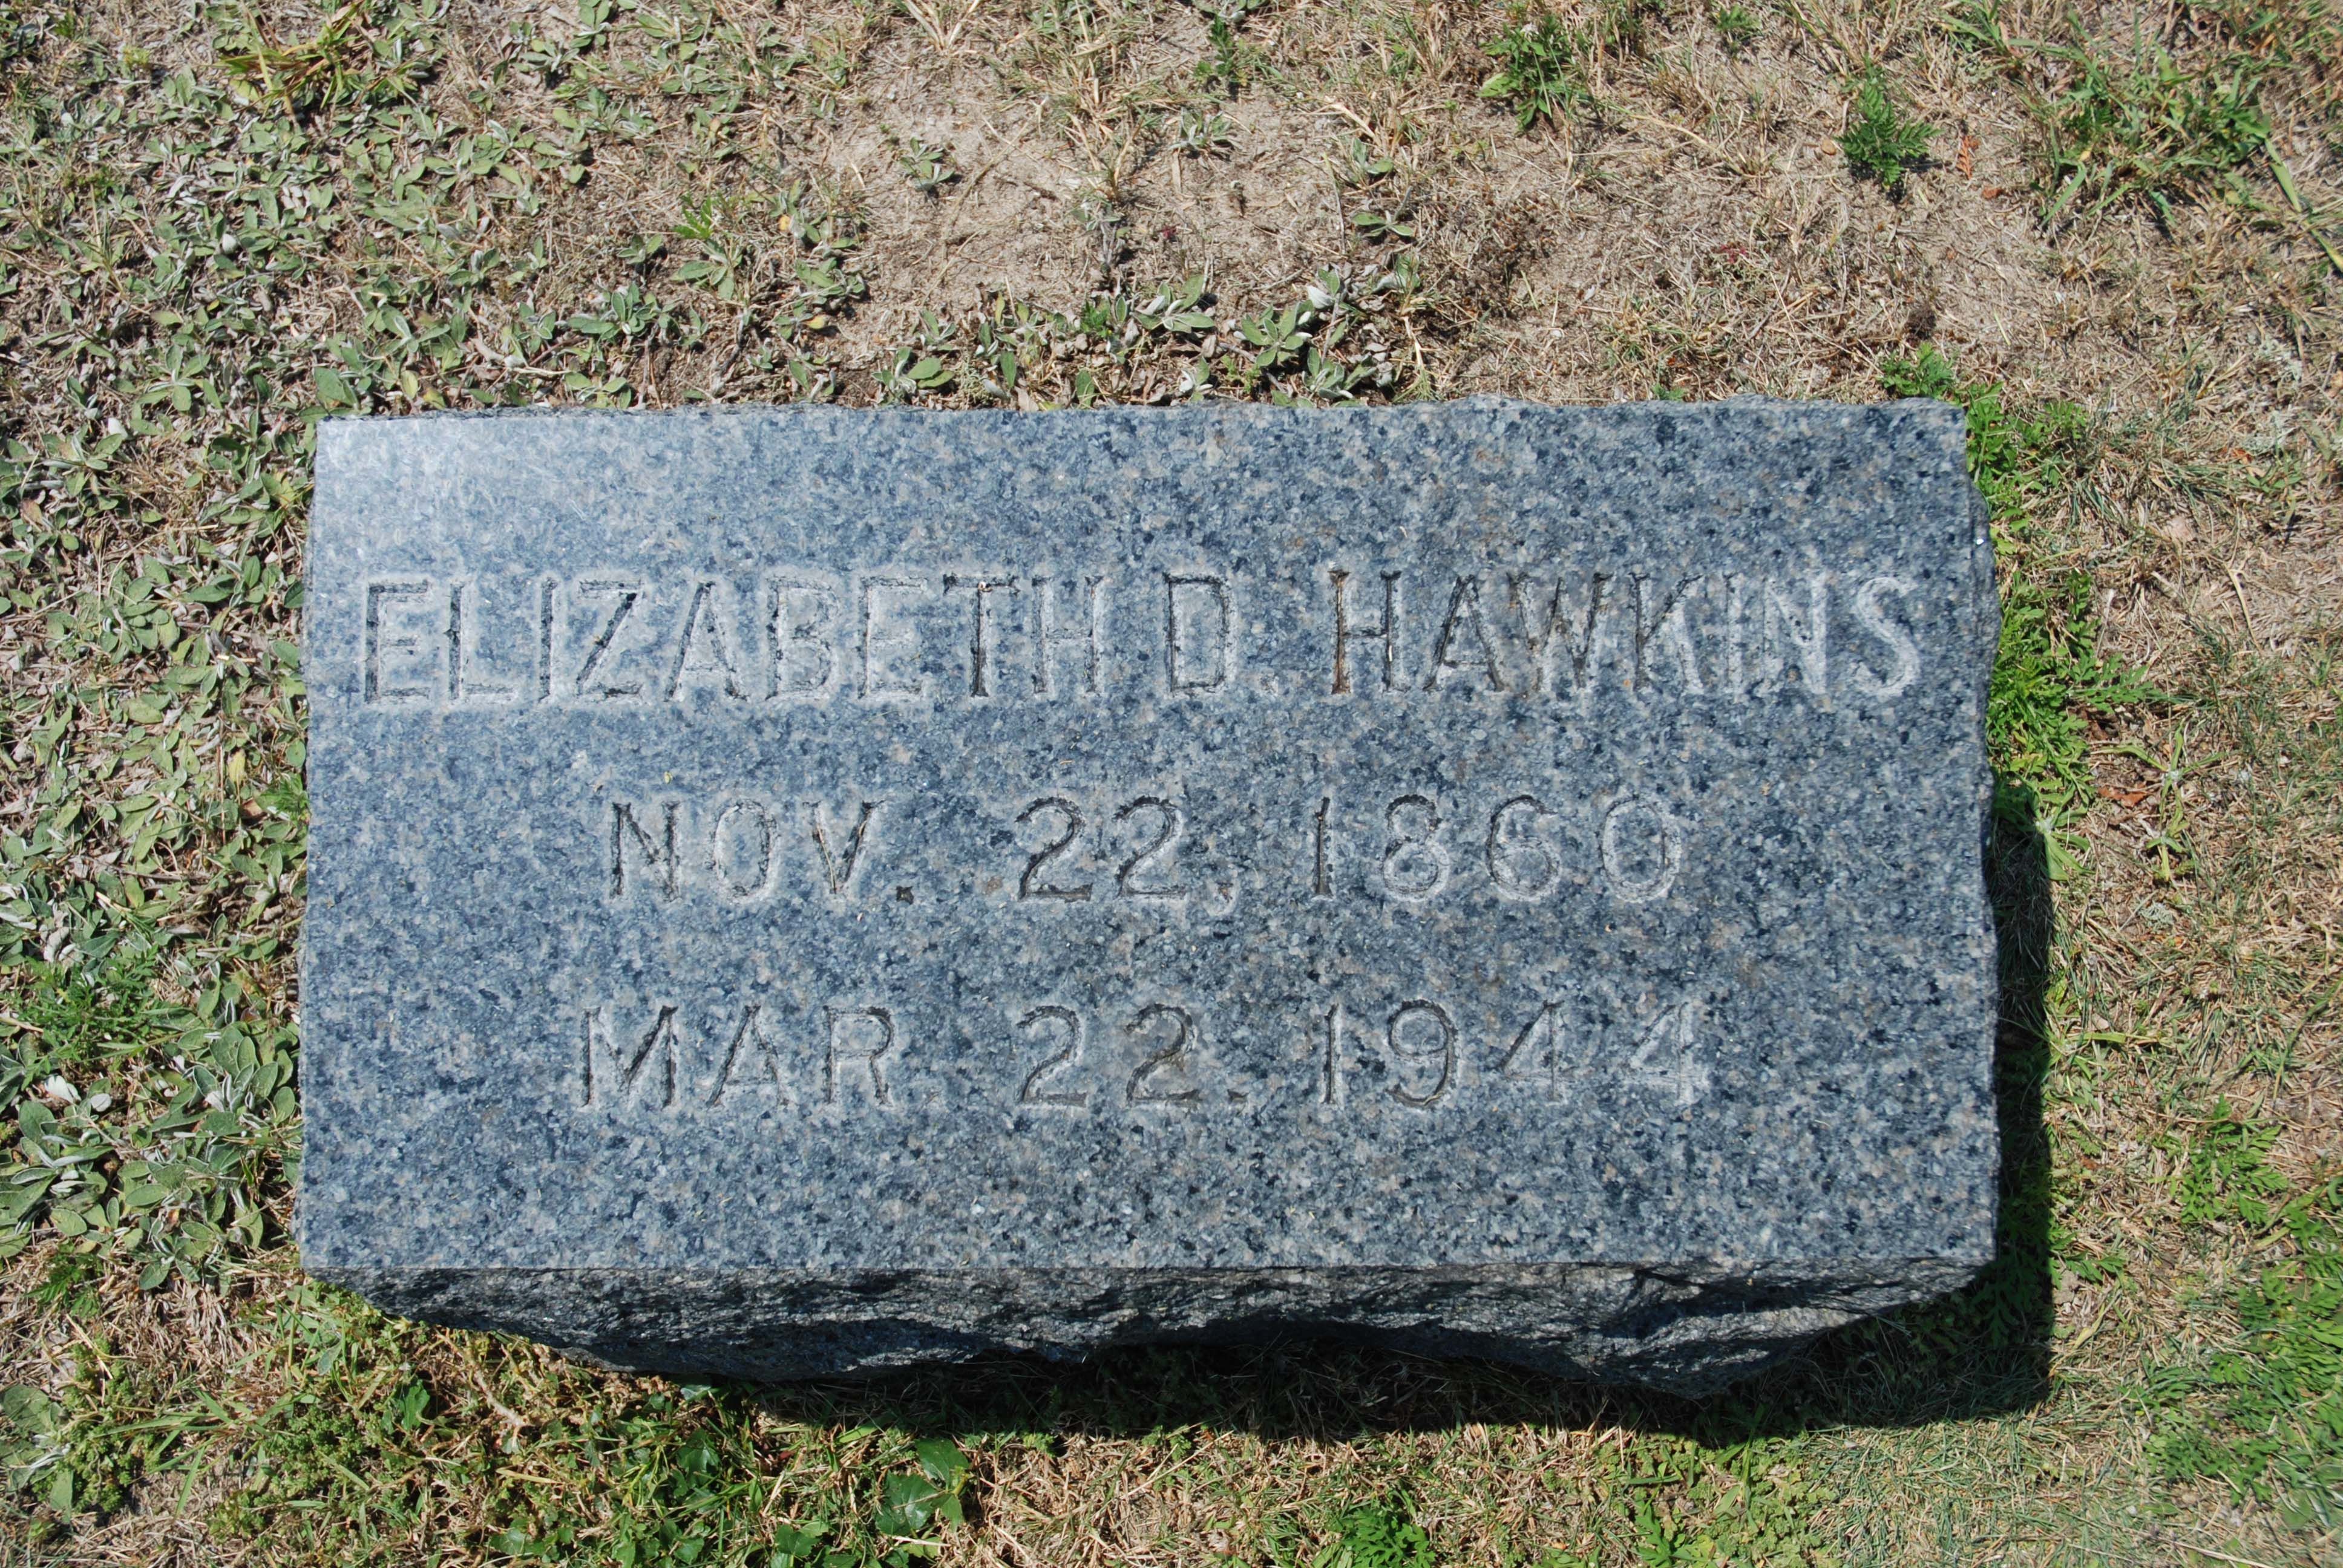 ELIZABETH D. HAWKINS
NOV. 22, 1860
MAR. 22. 1944